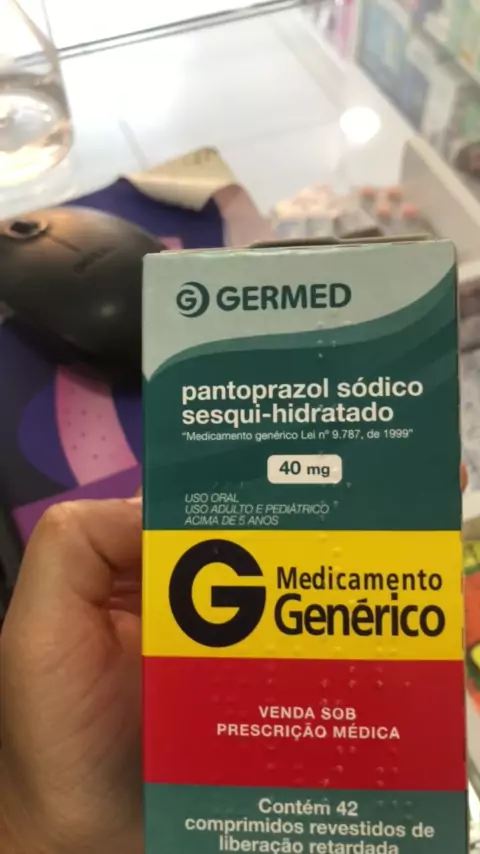 GERMED
pantoprazol sódico
sesqui-hidratado
"Medicamento genérico Lei nº 9.787, de 1999"
40 mg
USO ORAL
USO ADULTO E PEDIÁTRICO
ACIMA DE 5 ANOS
G Medicamento
Genérico
VENDA SOB
PRESCRIÇÃO MÉDICA
Contém 42
comprimidos revestidos de
liberação retardada